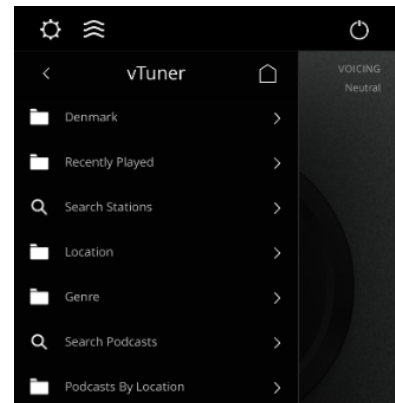 vTuner
VOICING
Neutral
Denmark
Recently Played
Search Stations
Location
Genre
Search Podcasts
Podcasts By Location